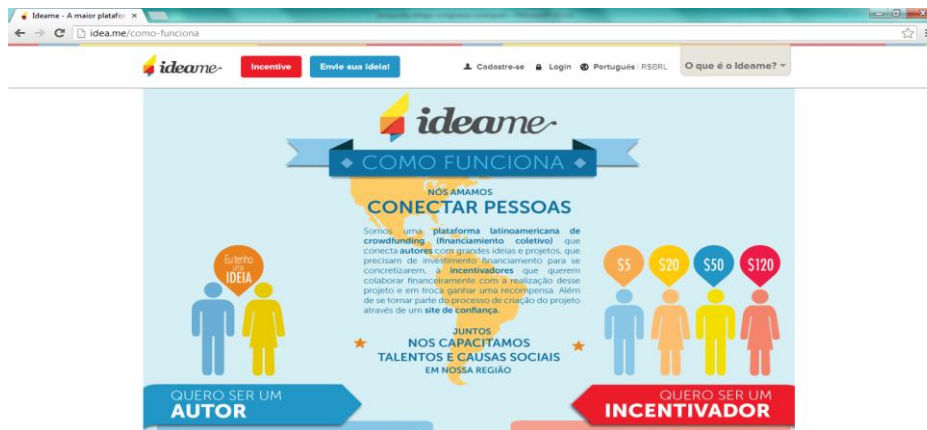 Ideame - A maior platafor
idea.me/como-funciona
ideame
Incentive
Envie sua ideia!
Cadastre-se
Login
Português | R$BRL
O que é o Ideame?
ideame
COMO FUNCIONA
NÓS AMAMOS
CONECTAR PESSOAS
Somos uma plataforma latinoamericana de
crowdfunding (financiamiento coletivo) que
conecta autores com grandes ideias e projetos, que
precisam de investimento financiamento para se
concretizarem, à incentivadores que querem
colaborar financeiramente com a realização desse
projeto e em troca ganhar uma recompensa. Além
de se tornar parte do processo de criação do projeto
através de um site de confiança.
Eu tenho
uma
IDEIA
$5
$20
$50
$120
JUNTOS
NOS CAPACITAMOS
TALENTOS E CAUSAS SOCIAIS
EM NOSSA REGIÃO
QUERO SER UM
AUTOR
QUERO SER UM
INCENTIVADOR